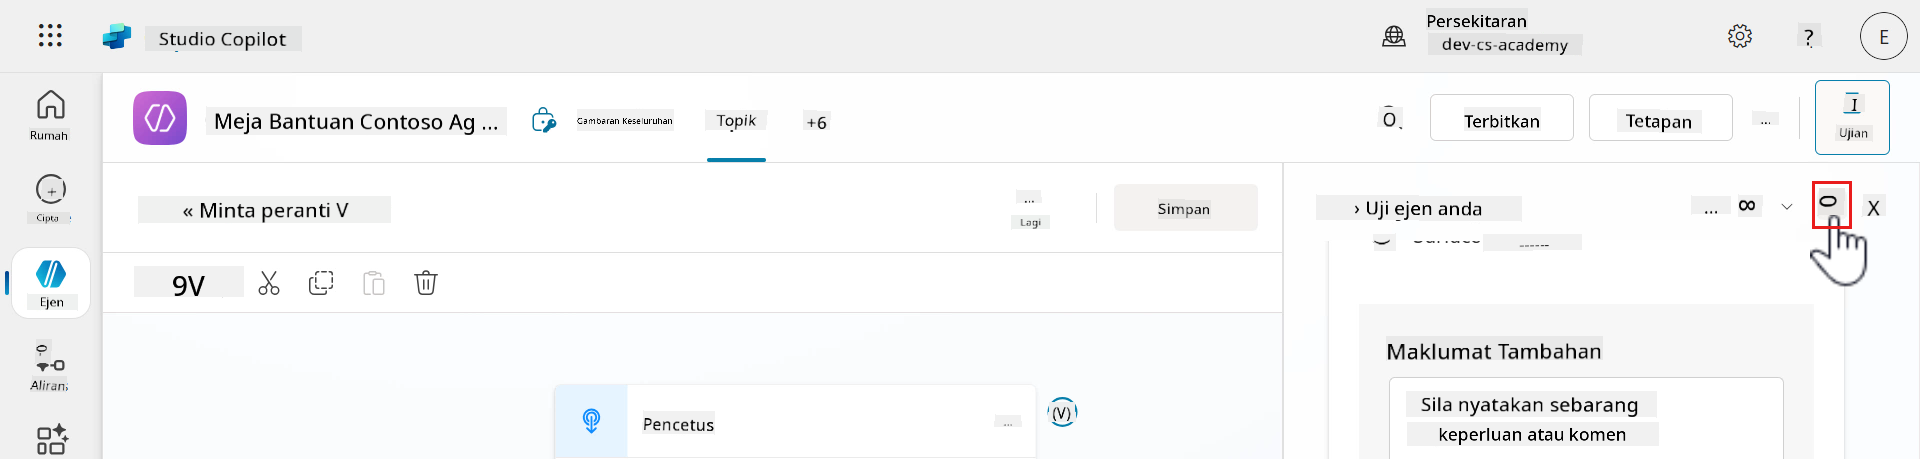 Studio Copilot
Persekitaran
dev-cs-academy
?
E
Rumah
Meja Bantuan Contoso Ag ...
Gambaran Keseluruhan
Topik
+6
Terbitkan
Tetapan
...
Ujian
Cipta
« Minta peranti V
...
Lagi
Simpan
› Uji ejen anda
...
X
Ejen
9V
Maklumat Tambahan
Aliran
Sila nyatakan sebarang
keperluan atau komen
Pencetus
...
(V)